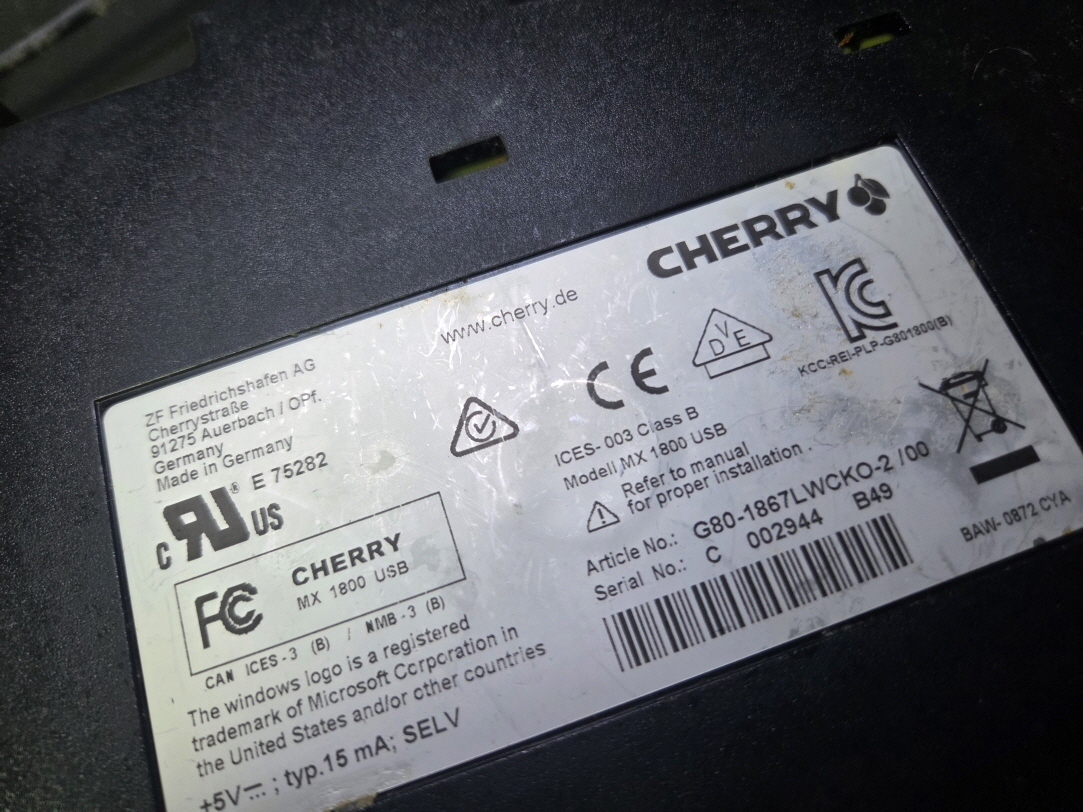 CHERRY
www.cherry.de
ZF Friedrichshafen AG
Cherrystraße
91275 Auerbach / OPf.
Germany
Made in Germany
C RU ® US E 75282
FC CHERRY
MX 1800 USB
CAN ICES-3 (B) / NMB-3 (B)
The windows logo is a registered
trademark of Microsoft Corporation in
the United States and/or other countries
+5V⎓; typ.15 mA; SELV
CE
D V E
KC
KCC-REI-PLP-G801800(B)
ICES-003 Class B
Modell MX 1800 USB
Refer to manual
for proper installation.
Article No.: G80-1867LWCKO-2 /00
Serial No.: C 002944 B49
BAW-0872 CYA